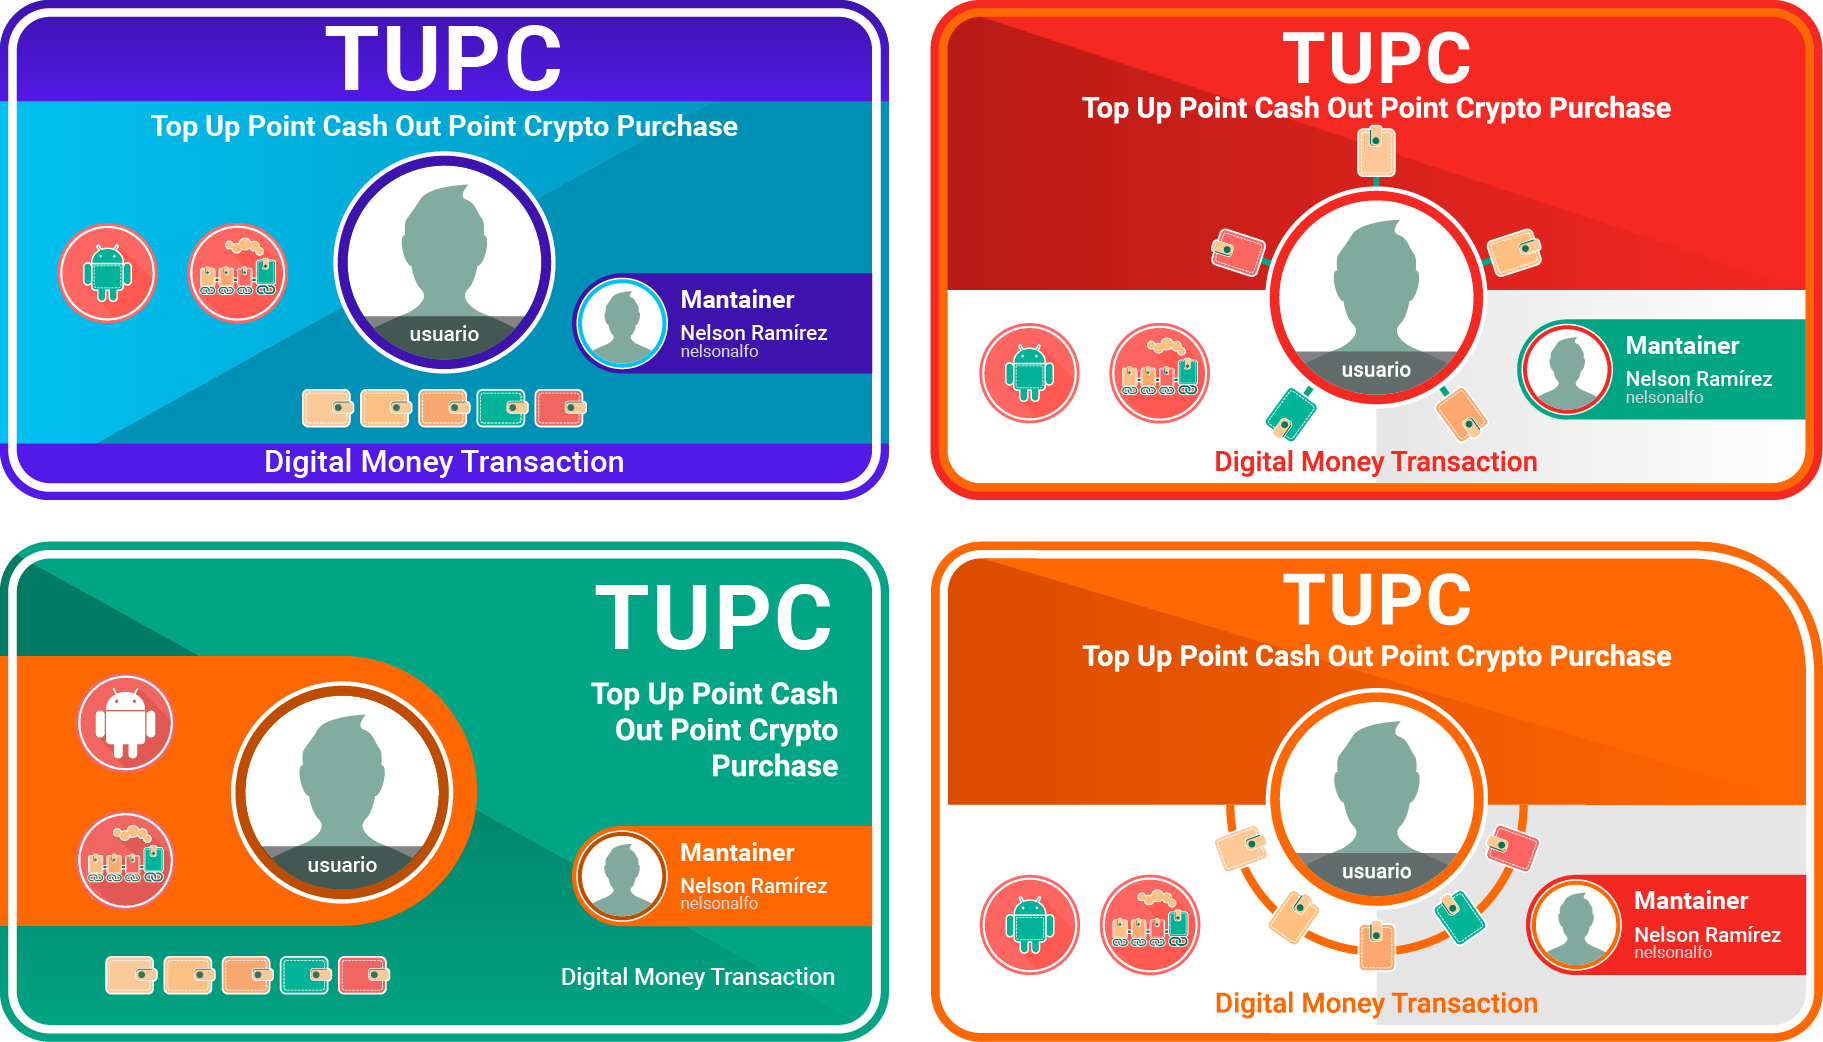 TUPC
Top Up Point Cash Out Point Crypto Purchase
usuario
Mantainer
Nelson Ramírez
nelsonalfo
Digital Money Transaction
TUPC
Top Up Point Cash Out Point Crypto Purchase
usuario
Mantainer
Nelson Ramírez
nelsonalfo
Digital Money Transaction
TUPC
Top Up Point Cash
Out Point Crypto
Purchase
usuario
Mantainer
Nelson Ramírez
nelsonalfo
Digital Money Transaction
TUPC
Top Up Point Cash Out Point Crypto Purchase
usuario
Mantainer
Nelson Ramírez
nelsonalfo
Digital Money Transaction